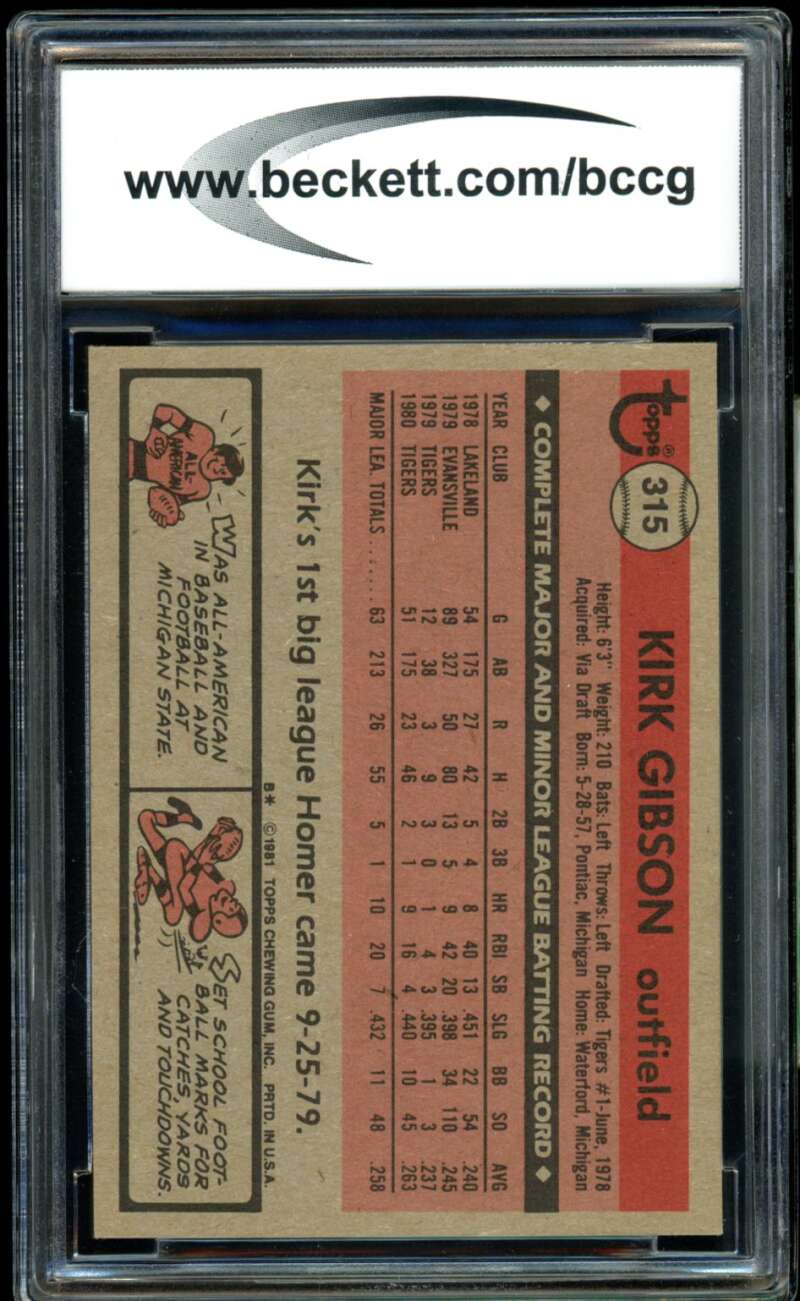 www.beckett.com/bccg
Topps®
315
KIRK GIBSON outfield
Height: 6'3" Weight: 210 Bats: Left Throws: Left Drafted: Tigers #1-June, 1978
Acquired: Via Draft Born: 5-28-57, Pontiac, Michigan Home: Waterford, Michigan
◆ COMPLETE MAJOR AND MINOR LEAGUE BATTING RECORD ◆
YEAR CLUB G AB R H 2B 3B HR RBI SB SLG BB SO AVG
1978 LAKELAND 54 175 27 42 5 4 8 40 13 .451 22 54 .240
1979 EVANSVILLE 89 327 50 80 13 5 9 42 20 .398 34 110 .245
1979 TIGERS 12 38 3 9 3 0 1 4 3 .395 1 3 .237
1980 TIGERS 51 175 23 46 2 1 9 16 4 .440 10 45 .263
MAJOR LEA. TOTALS ...... 63 213 26 55 5 1 10 20 7 .432 11 48 .258
Kirk's 1st big league Homer came 9-25-79.
B* ©1981 TOPPS CHEWING GUM, INC. PRTD. IN U.S.A.
ALL-
AMERICAN
WAS ALL-AMERICAN
IN BASEBALL AND
FOOTBALL AT
MICHIGAN STATE.
SET SCHOOL FOOT-
BALL MARKS FOR
CATCHES, YARDS
AND TOUCHDOWNS.